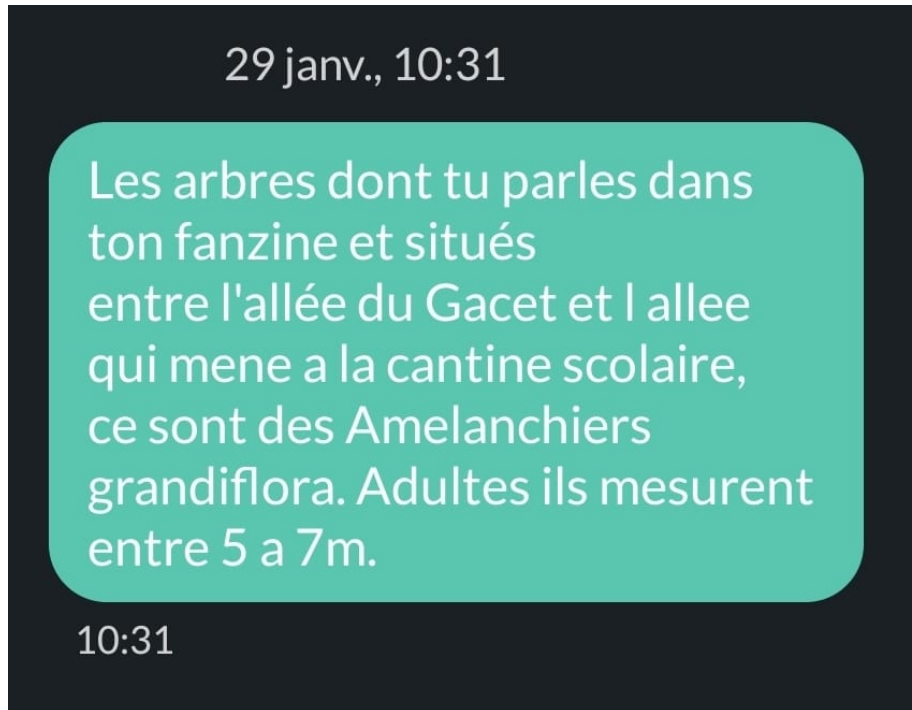 29 janv., 10:31
Les arbres dont tu parles dans
ton fanzine et situés
entre l'allée du Gacet et l allee
qui mene a la cantine scolaire,
ce sont des Amelanchiers
grandiflora. Adultes ils mesurent
entre 5 a 7m.
10:31